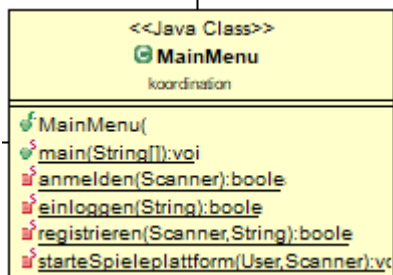 <<Java Class>>
MainMenu
koordination
MainMenu(
main(String[]):voi
anmelden(Scanner):boole
einloggen(String):boole
registrieren(Scanner,String):boole
starteSpieleplattform(User,Scanner):vo